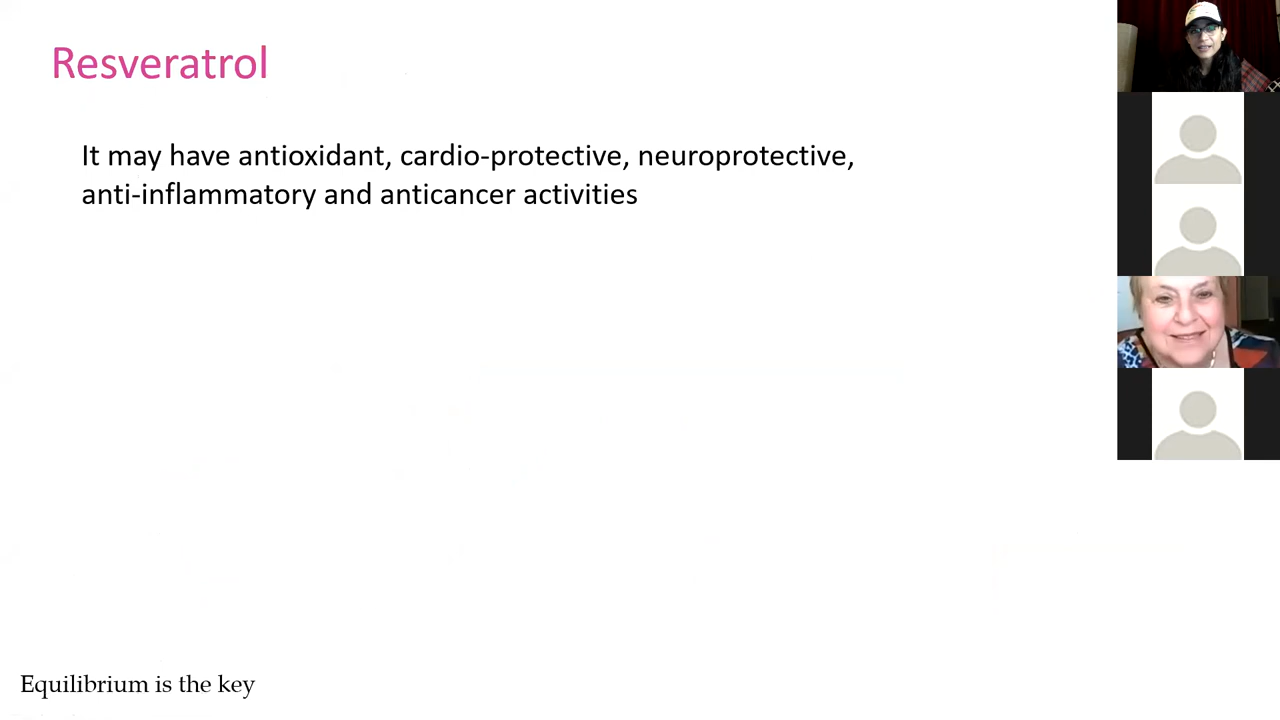 Resveratrol
It may have antioxidant, cardio-protective, neuroprotective,
anti-inflammatory and anticancer activities
Equilibrium is the key